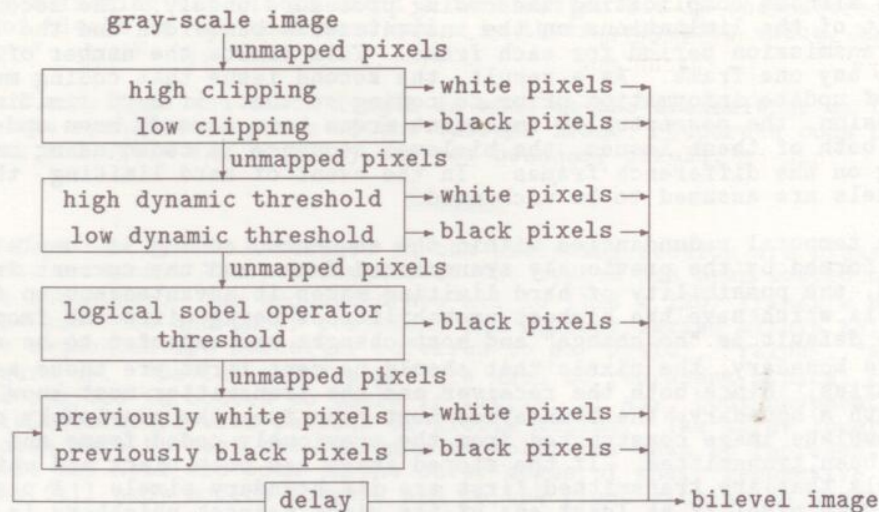 gray-scale image
unmapped pixels
high clipping
white pixels
low clipping
black pixels
unmapped pixels
high dynamic threshold
white pixels
low dynamic threshold
black pixels
unmapped pixels
logical sobel operator
threshold
black pixels
unmapped pixels
previously white pixels
white pixels
previously black pixels
black pixels
delay
bilevel image